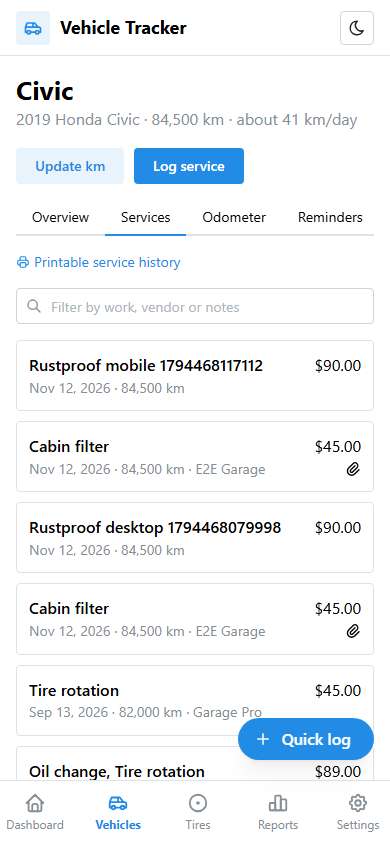 Vehicle Tracker
Civic
2019 Honda Civic · 84,500 km · about 41 km/day
Update km
Log service
Overview
Services
Odometer
Reminders
Printable service history
Filter by work, vendor or notes
Rustproof mobile 1794468117112
$90.00
Nov 12, 2026 · 84,500 km
Cabin filter
$45.00
Nov 12, 2026 · 84,500 km · E2E Garage
Rustproof desktop 1794468079998
$90.00
Nov 12, 2026 · 84,500 km
Cabin filter
$45.00
Nov 12, 2026 · 84,500 km · E2E Garage
Tire rotation
$45.00
Sep 13, 2026 · 82,000 km · Garage Pro
Quick log
Oil change, Tire rotation
$89.00
Dashboard
Vehicles
Tires
Reports
Settings